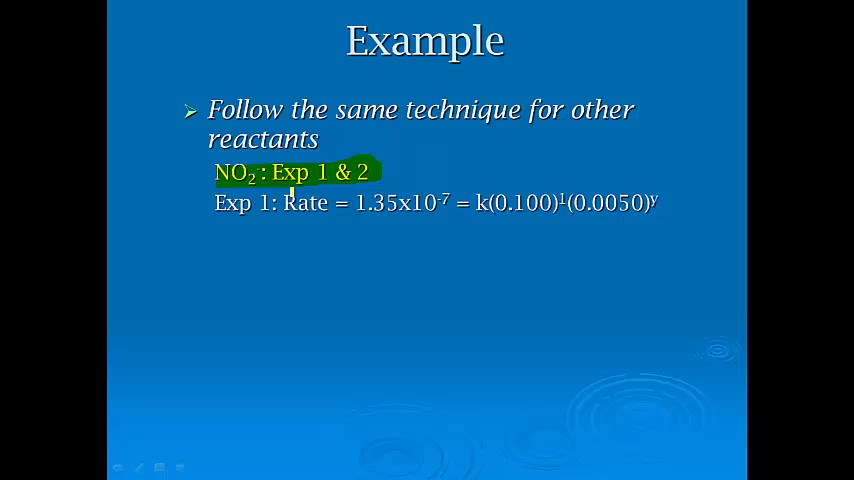 Example
Follow the same technique for other
reactants
NO₂⁻: Exp 1 & 2
Exp 1: Rate = 1.35x10⁻⁷ = k(0.100)¹(0.0050)ʸ